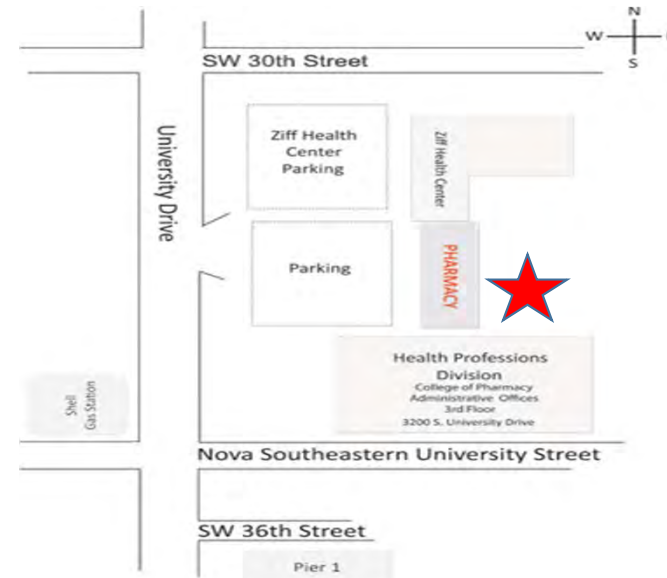 N
W
S
SW 30th Street
University Drive
Ziff Health
Center
Parking
Ziff Health Center
Parking
PHARMACY
Health Professions
Division
College of Pharmacy
Administrative Offices
3rd Floor
3200 S. University Drive
Shell
Gas Station
Nova Southeastern University Street
SW 36th Street
Pier 1